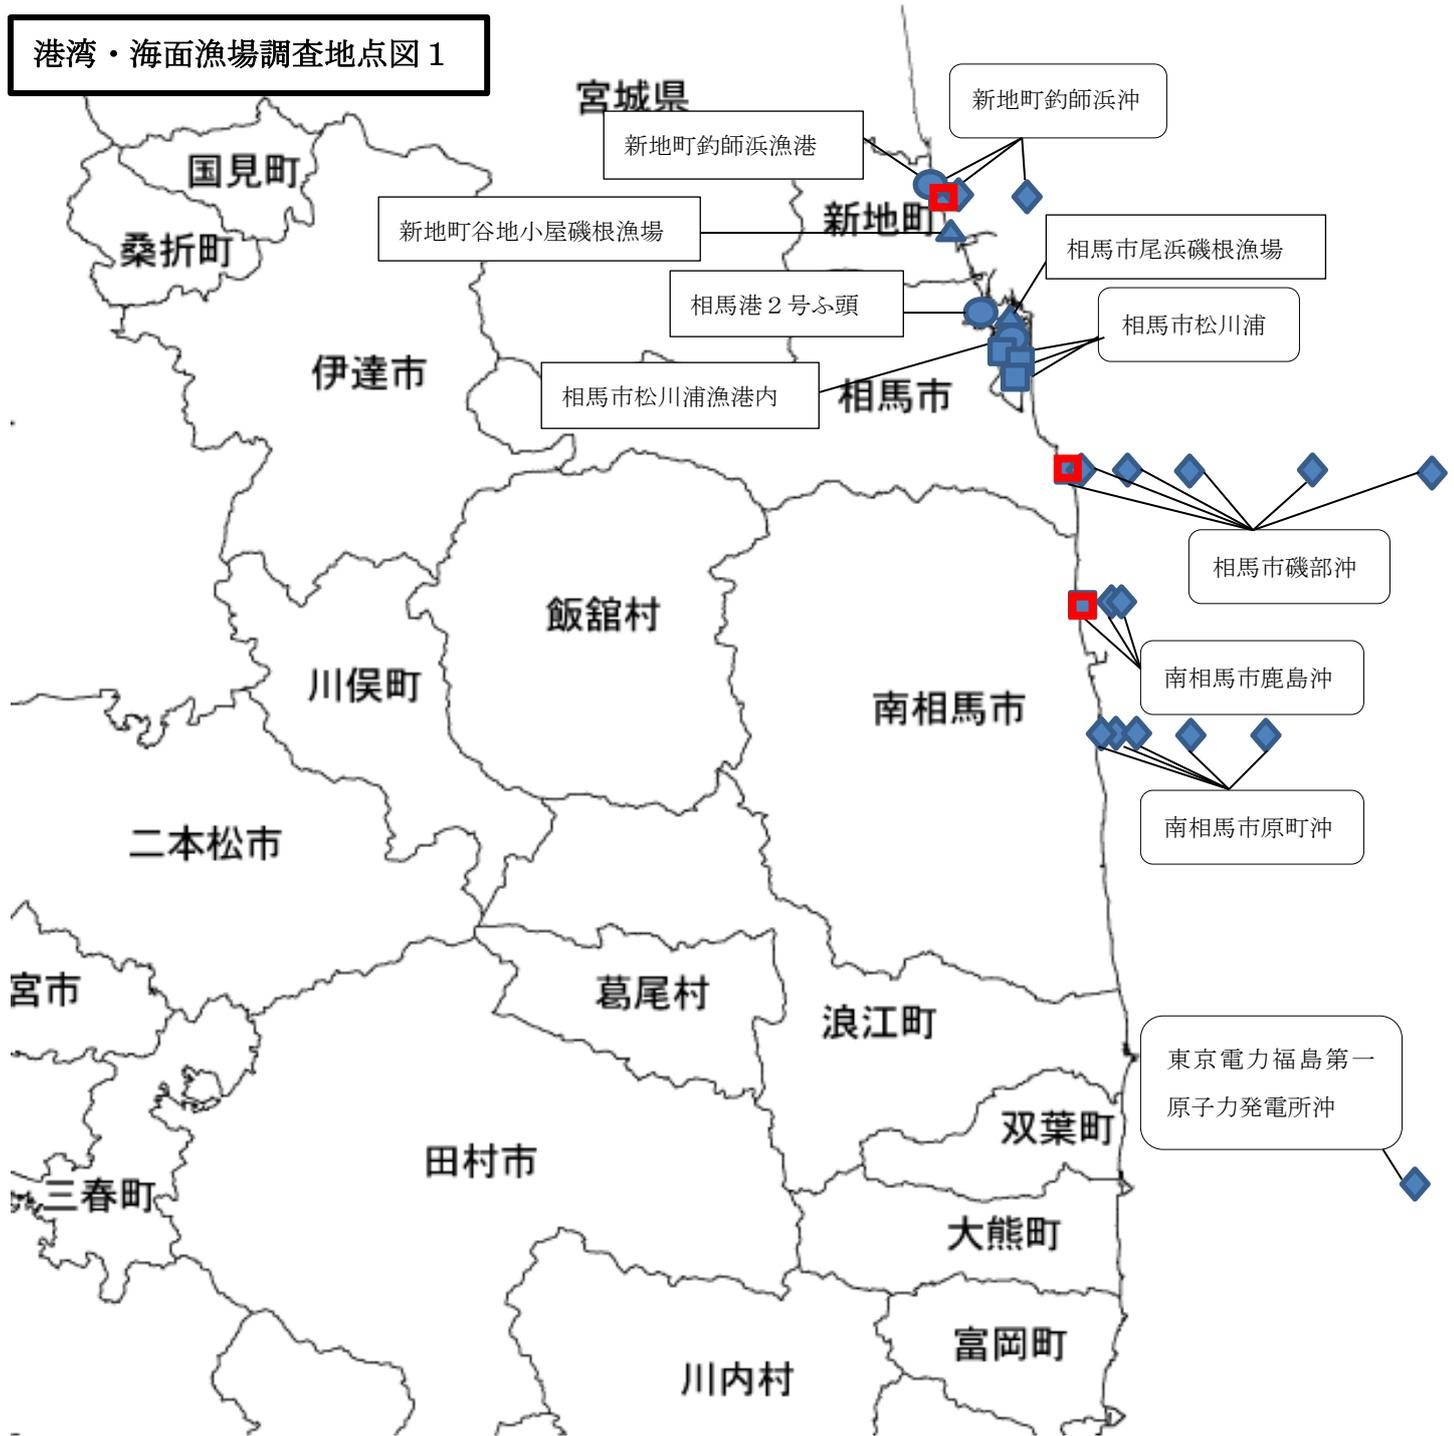 港湾・海面漁場調査地点図１
宮城県
新地町釣師浜沖
新地町釣師浜漁港
国見町
新地町谷地小屋磯根漁場
新地町
桑折町
相馬市尾浜磯根漁場
相馬港２号ふ頭
相馬市松川浦
伊達市
相馬市松川浦漁港内
相馬市
相馬市磯部沖
飯舘村
川俣町
南相馬市鹿島沖
南相馬市
南相馬市原町沖
二本松市
宮市
葛尾村
浪江町
東京電力福島第一
原子力発電所沖
双葉町
田村市
三春町
大熊町
富岡町
川内村